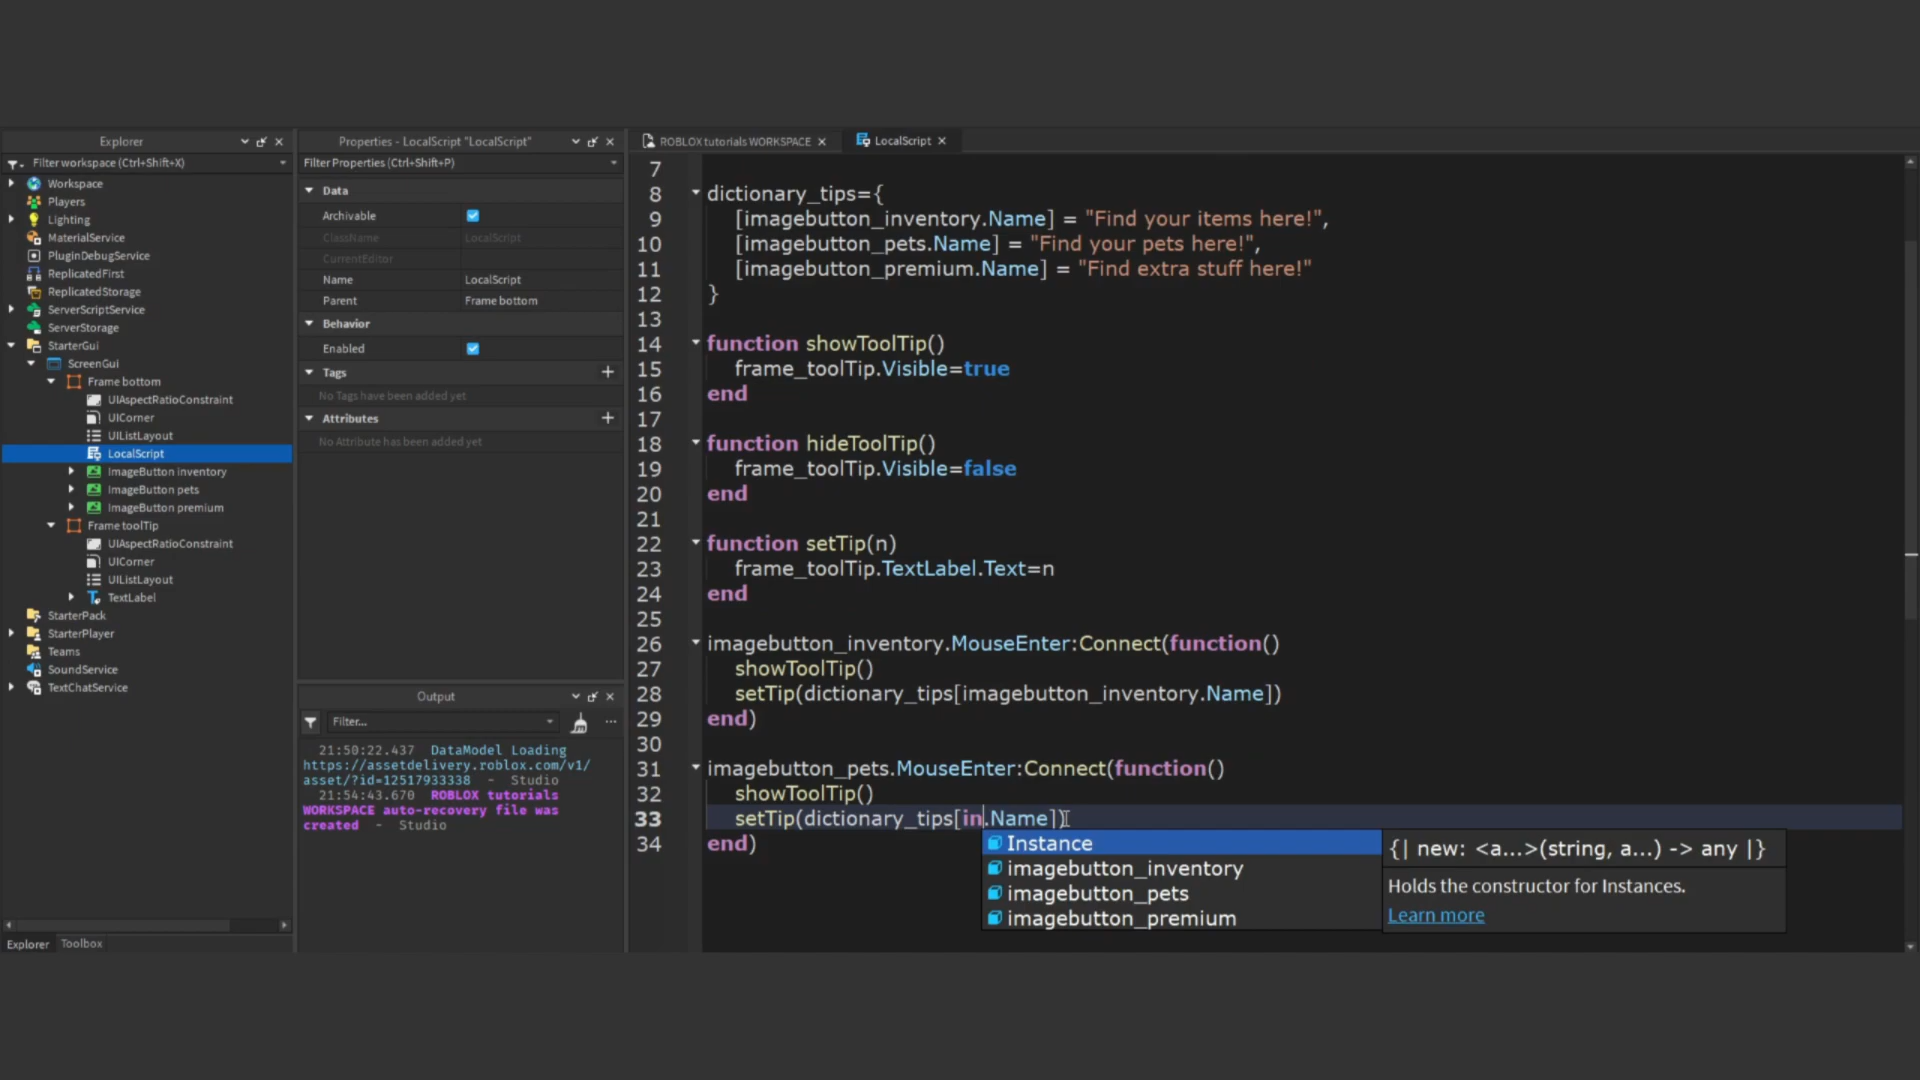 Explorer
Filter workspace (Ctrl+Shift+X)
Workspace
Players
Lighting
MaterialService
PluginDebugService
ReplicatedFirst
ReplicatedStorage
ServerScriptService
ServerStorage
StarterGui
ScreenGui
Frame bottom
UIAspectRatioConstraint
UICorner
UIListLayout
LocalScript
ImageButton inventory
ImageButton pets
ImageButton premium
Frame toolTip
UIAspectRatioConstraint
UICorner
UIListLayout
TextLabel
StarterPack
StarterPlayer
Teams
SoundService
TextChatService
Explorer Toolbox
Properties - LocalScript "LocalScript"
Filter Properties (Ctrl+Shift+P)
Data
Archivable
ClassName LocalScript
CurrentEditor
Name LocalScript
Parent Frame bottom
Behavior
Enabled
Tags +
No Tags have been added yet
Attributes +
No Attribute has been added yet
Output
Filter... ...
21:50:22.437 DataModel Loading
https://assetdelivery.roblox.com/v1/
asset/?id=12517933338 - Studio
21:54:43.670 ROBLOX tutorials
WORKSPACE auto-recovery file was
created - Studio
ROBLOX tutorials WORKSPACE LocalScript
7
8 dictionary_tips={
9 [imagebutton_inventory.Name] = "Find your items here!",
10 [imagebutton_pets.Name] = "Find your pets here!",
11 [imagebutton_premium.Name] = "Find extra stuff here!"
12 }
13
14 function showToolTip()
15 frame_toolTip.Visible=true
16 end
17
18 function hideToolTip()
19 frame_toolTip.Visible=false
20 end
21
22 function setTip(n)
23 frame_toolTip.TextLabel.Text=n
24 end
25
26 imagebutton_inventory.MouseEnter:Connect(function()
27 showToolTip()
28 setTip(dictionary_tips[imagebutton_inventory.Name])
29 end)
30
31 imagebutton_pets.MouseEnter:Connect(function()
32 showToolTip()
33 setTip(dictionary_tips[in.Name])
34 end)
Instance
imagebutton_inventory
imagebutton_pets
imagebutton_premium
{| new: <a...>(string, a...) -> any |}
Holds the constructor for Instances.
Learn more